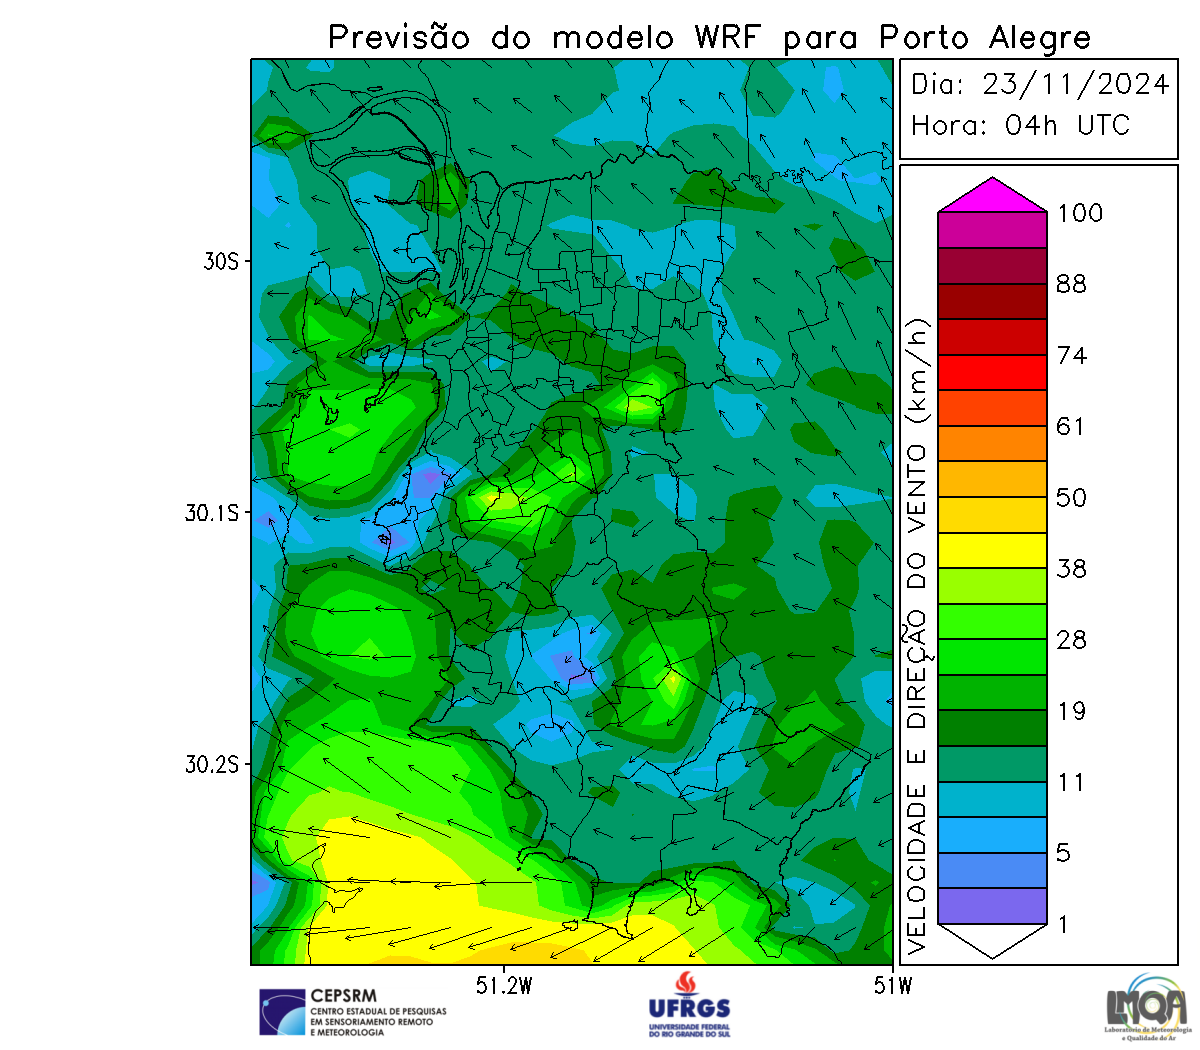 Previsão do modelo WRF para Porto Alegre
Dia: 23/11/2024
Hora: 04h UTC
30S
30.1S
30.2S
51.2W
51W
VELOCIDADE E DIREÇÃO DO VENTO (km/h)
100
88
74
61
50
38
28
19
11
5
1
CEPSRM
CENTRO ESTADUAL DE PESQUISAS
EM SENSORIAMENTO REMOTO
E METEOROLOGIA
UFRGS
UNIVERSIDADE FEDERAL
DO RIO GRANDE DO SUL
LMQA
Laboratório de Meteorologia
e Qualidade do Ar